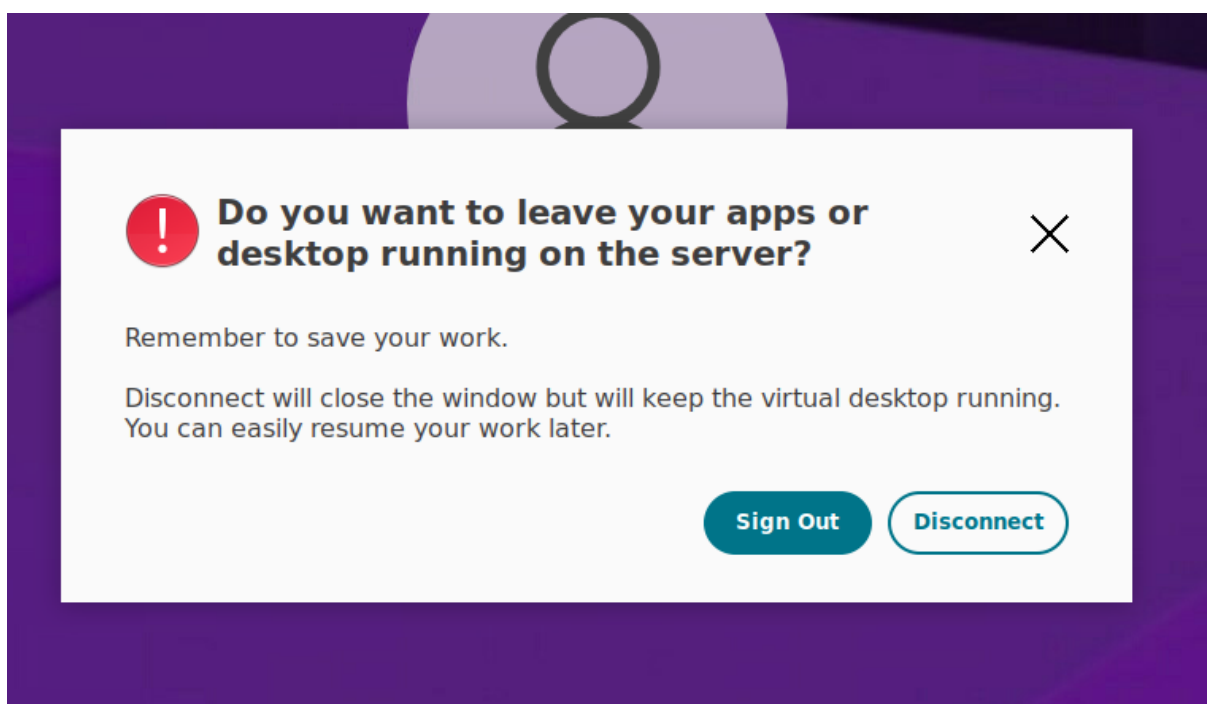 Do you want to leave your apps or
desktop running on the server?
Remember to save your work.
Disconnect will close the window but will keep the virtual desktop running.
You can easily resume your work later.
Sign Out
Disconnect